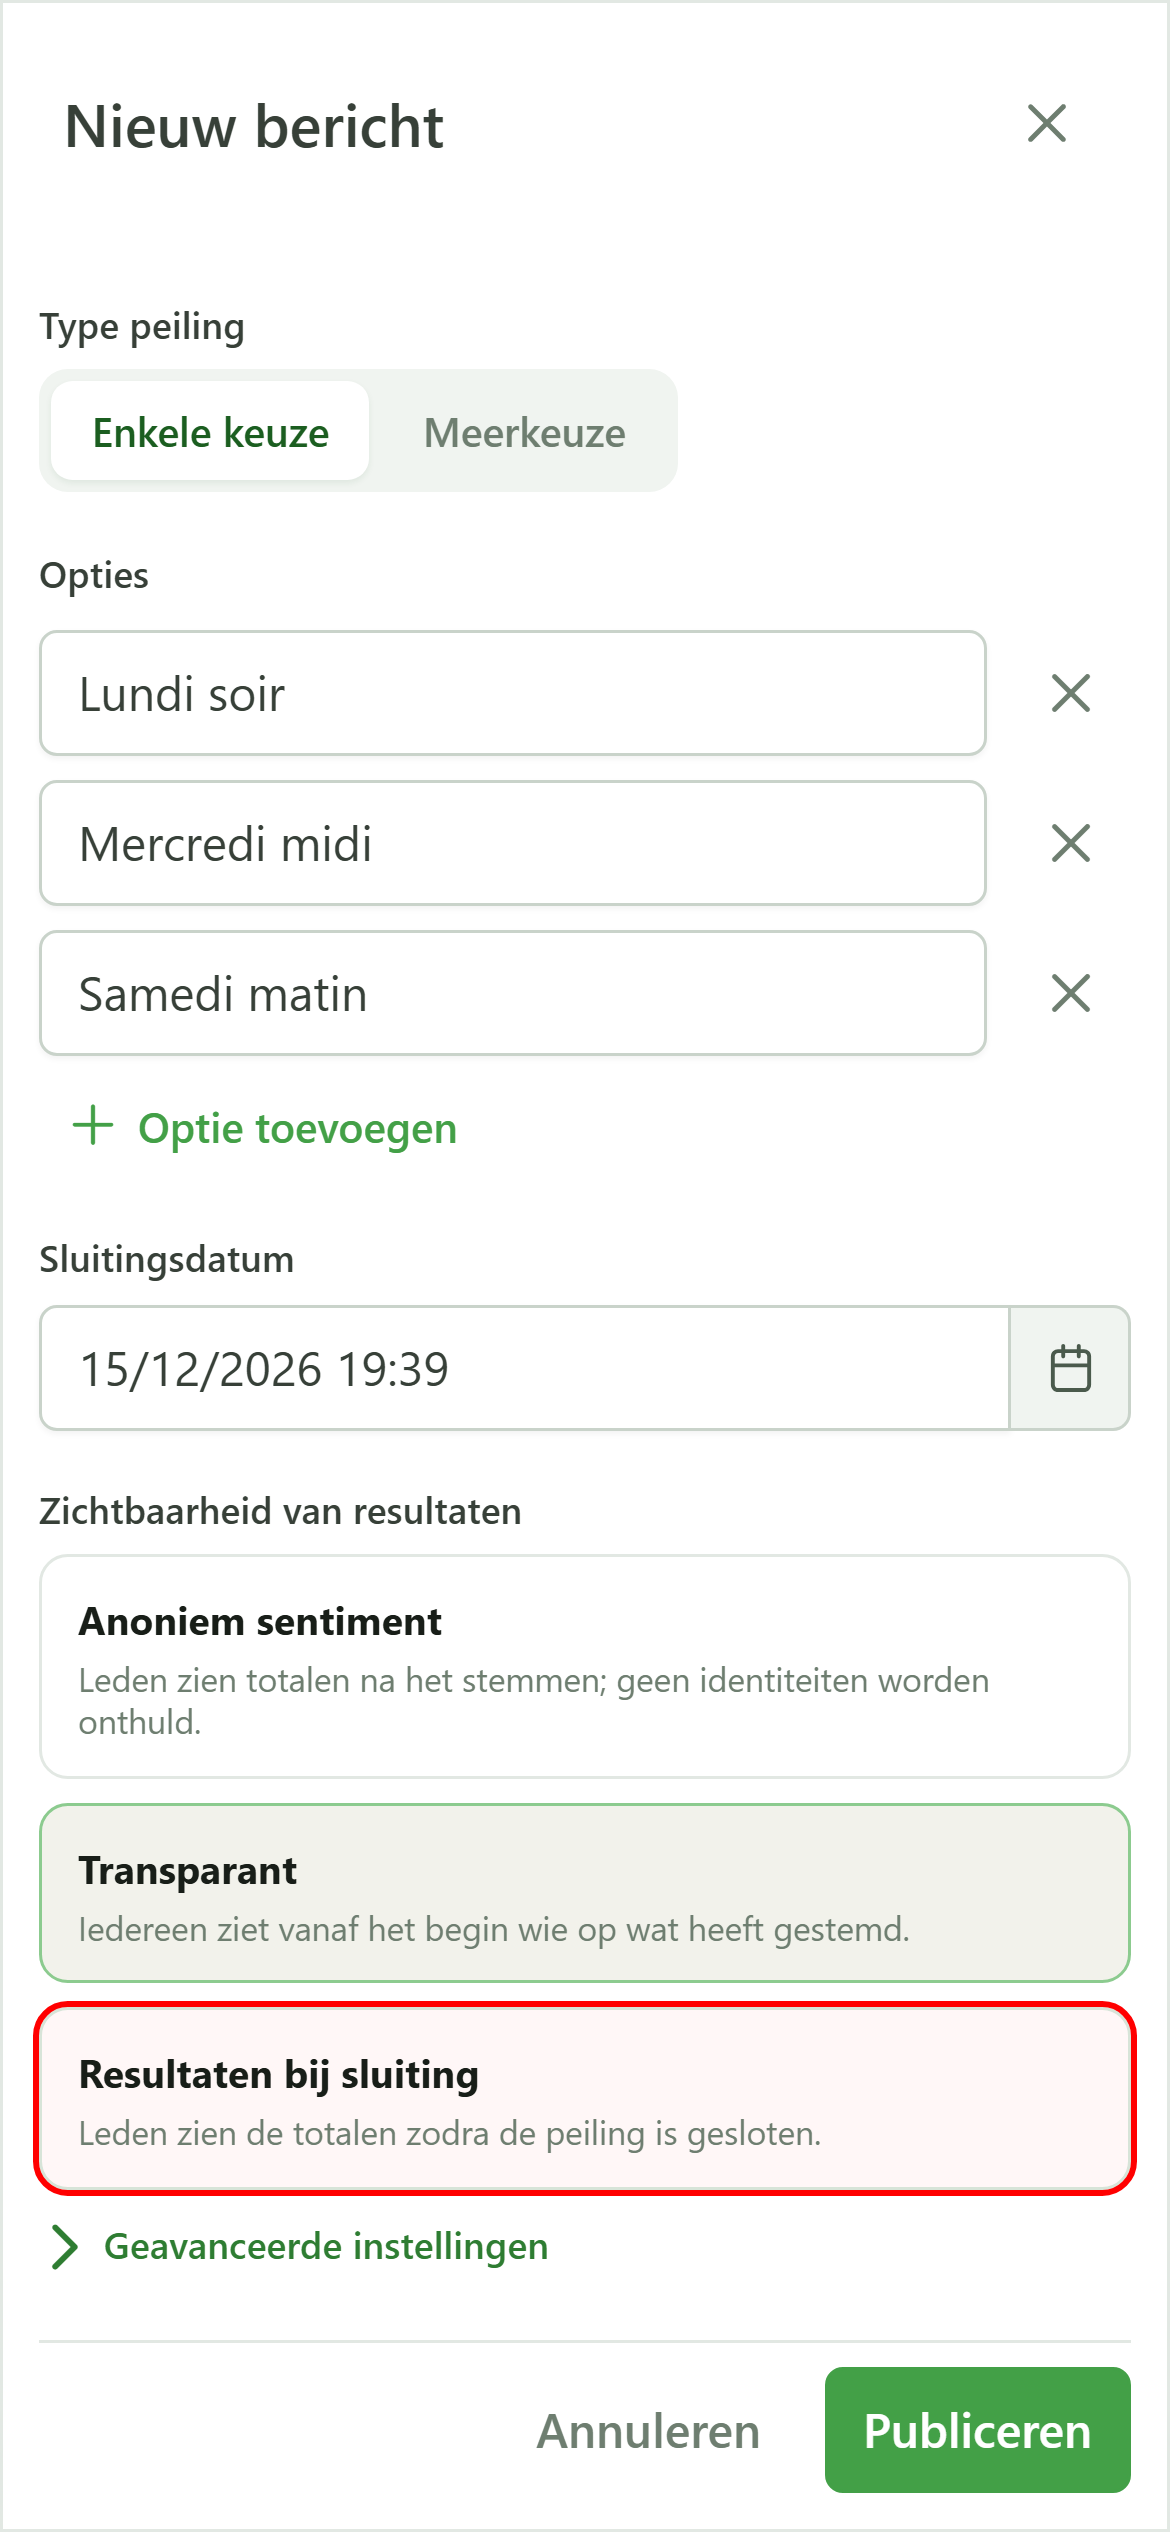 Nieuw bericht
Type peiling
Enkele keuze
Meerkeuze
Opties
Lundi soir
Mercredi midi
Samedi matin
Optie toevoegen
Sluitingsdatum
15/12/2026 19:39
Zichtbaarheid van resultaten
Anoniem sentiment
Leden zien totalen na het stemmen; geen identiteiten worden
onthuld.
Transparant
Iedereen ziet vanaf het begin wie op wat heeft gestemd.
Resultaten bij sluiting
Leden zien de totalen zodra de peiling is gesloten.
Geavanceerde instellingen
Annuleren
Publiceren